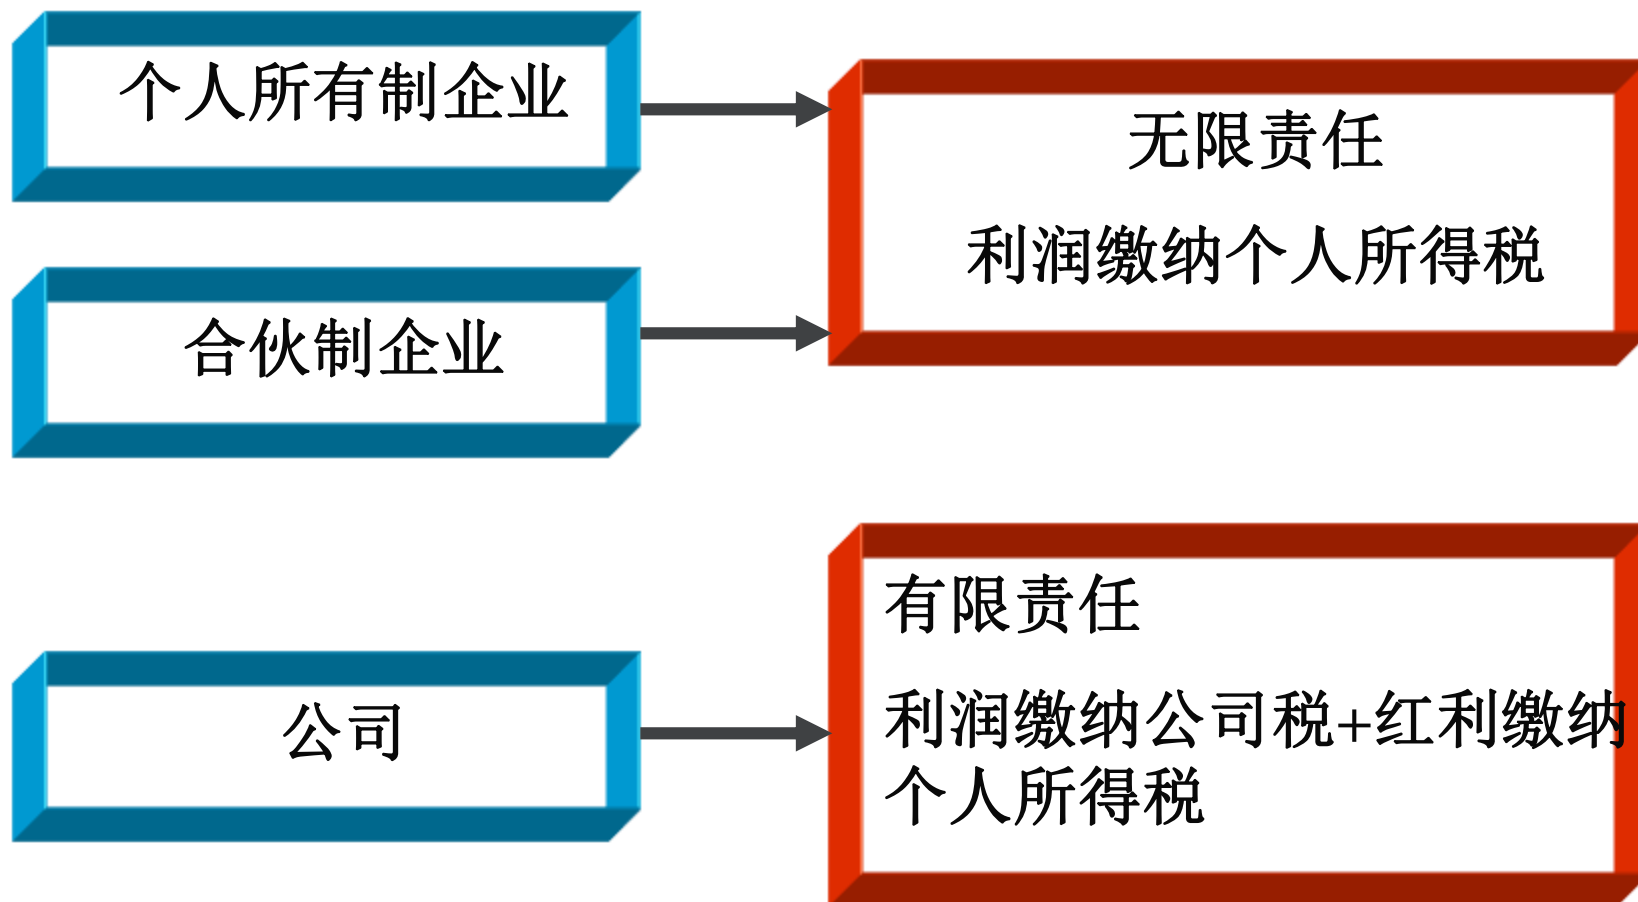 个人所有制企业
无限责任
利润缴纳个人所得税
合伙制企业
公司
有限责任
利润缴纳公司税+红利缴纳
个人所得税